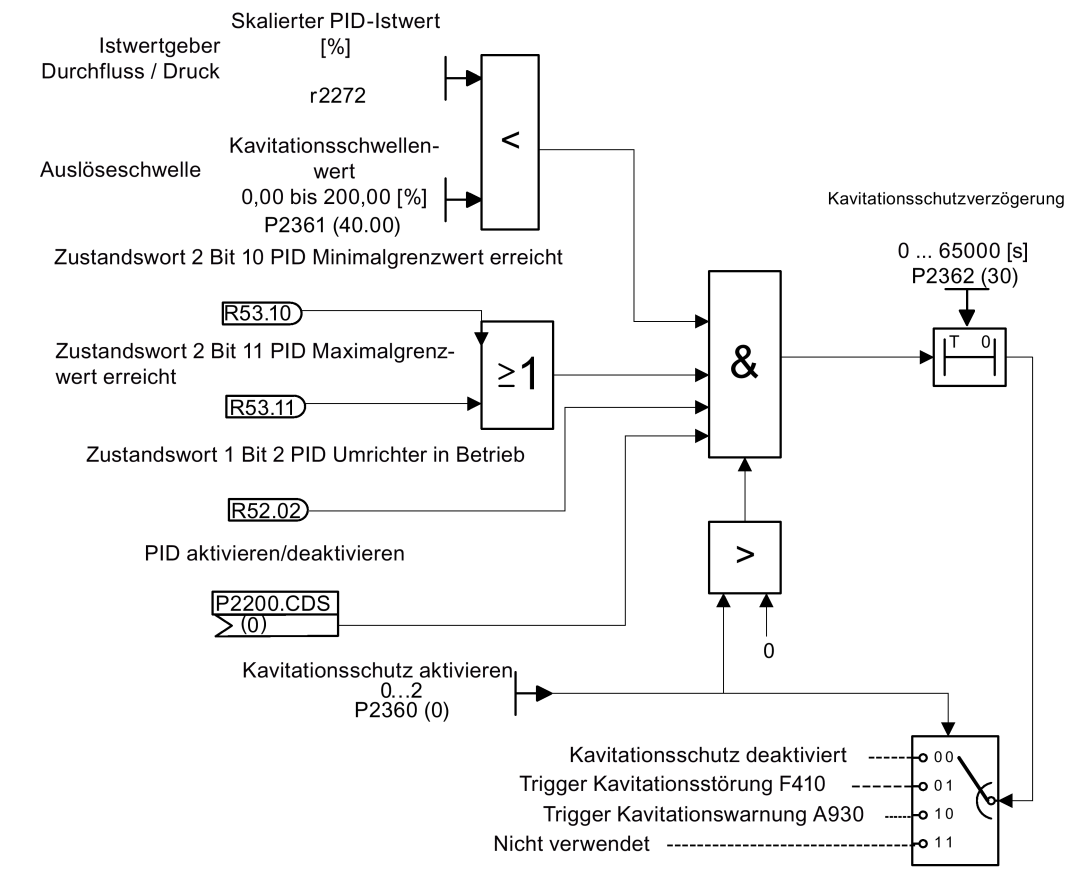 Skalierter PID-Istwert
[%]
r2272
Istwertgeber
Durchfluss / Druck
<
Kavitationsschwellen-
wert
0,00 bis 200,00 [%]
P2361 (40.00)
Auslöseschwelle
Kavitationsschutzverzögerung
0 ... 65000 [s]
P2362 (30)
T 0
Zustandswort 2 Bit 10 PID Minimalgrenzwert erreicht
R53.10
Zustandswort 2 Bit 11 PID Maximalgrenz-
wert erreicht
≥1
&
R53.11
Zustandswort 1 Bit 2 PID Umrichter in Betrieb
R52.02
PID aktivieren/deaktivieren
P2200.CDS
(0)
>
0
Kavitationsschutz aktivieren
0...2
P2360 (0)
Kavitationsschutz deaktiviert 00
Trigger Kavitationsstörung F410 01
Trigger Kavitationswarnung A930 10
Nicht verwendet 11